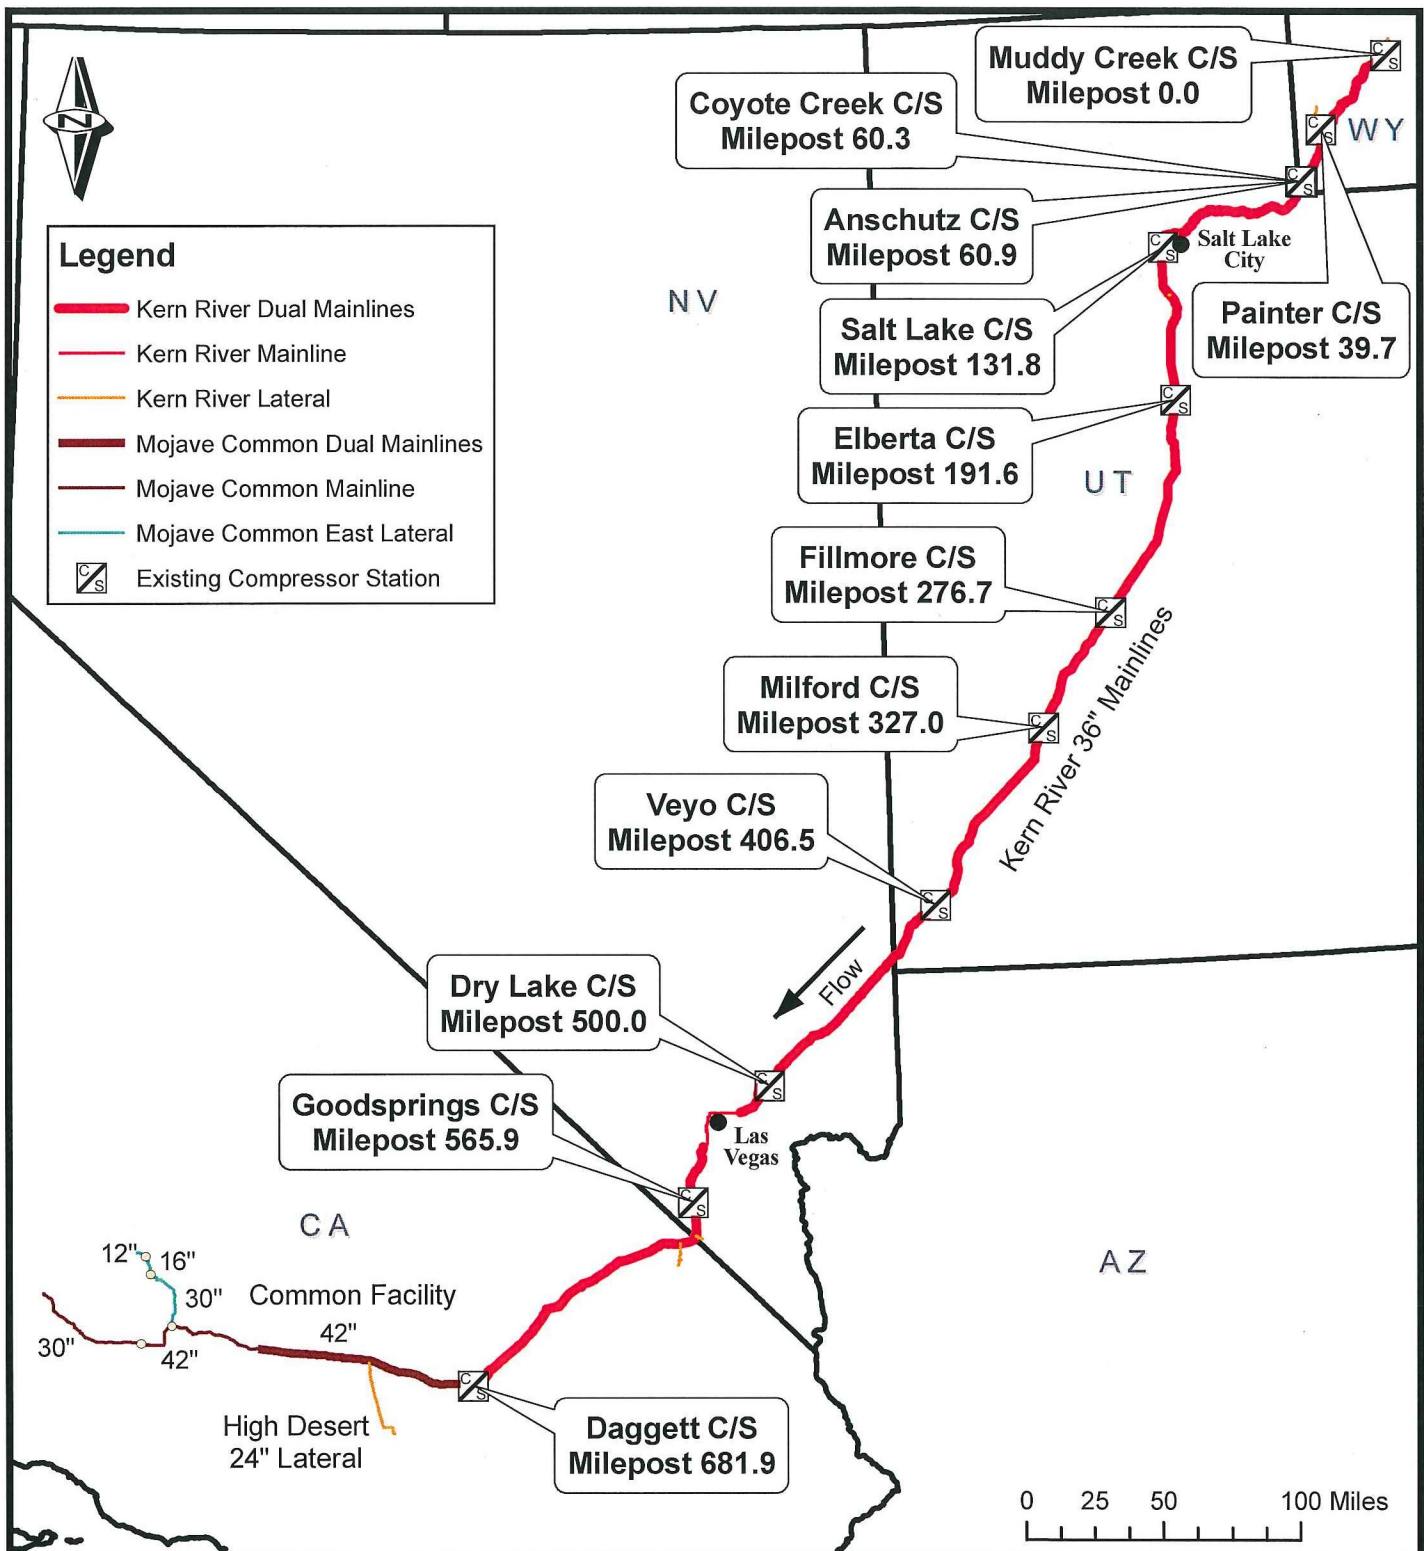 Muddy Creek C/S
Milepost 0.0
Coyote Creek C/S
Milepost 60.3
WY
N
Anschutz C/S
Milepost 60.9
Salt Lake
City
Legend
Kern River Dual Mainlines
Kern River Mainline
Kern River Lateral
Mojave Common Dual Mainlines
Mojave Common Mainline
Mojave Common East Lateral
C/S Existing Compressor Station
NV
Salt Lake C/S
Milepost 131.8
Painter C/S
Milepost 39.7
Elberta C/S
Milepost 191.6
UT
Fillmore C/S
Milepost 276.7
Kern River 36" Mainlines
Milford C/S
Milepost 327.0
Veyo C/S
Milepost 406.5
Flow
Dry Lake C/S
Milepost 500.0
Goodsprings C/S
Milepost 565.9
Las
Vegas
CA
AZ
12"
16"
30"
Common Facility
42"
30"
42"
High Desert
24" Lateral
Daggett C/S
Milepost 681.9
0 25 50 100 Miles